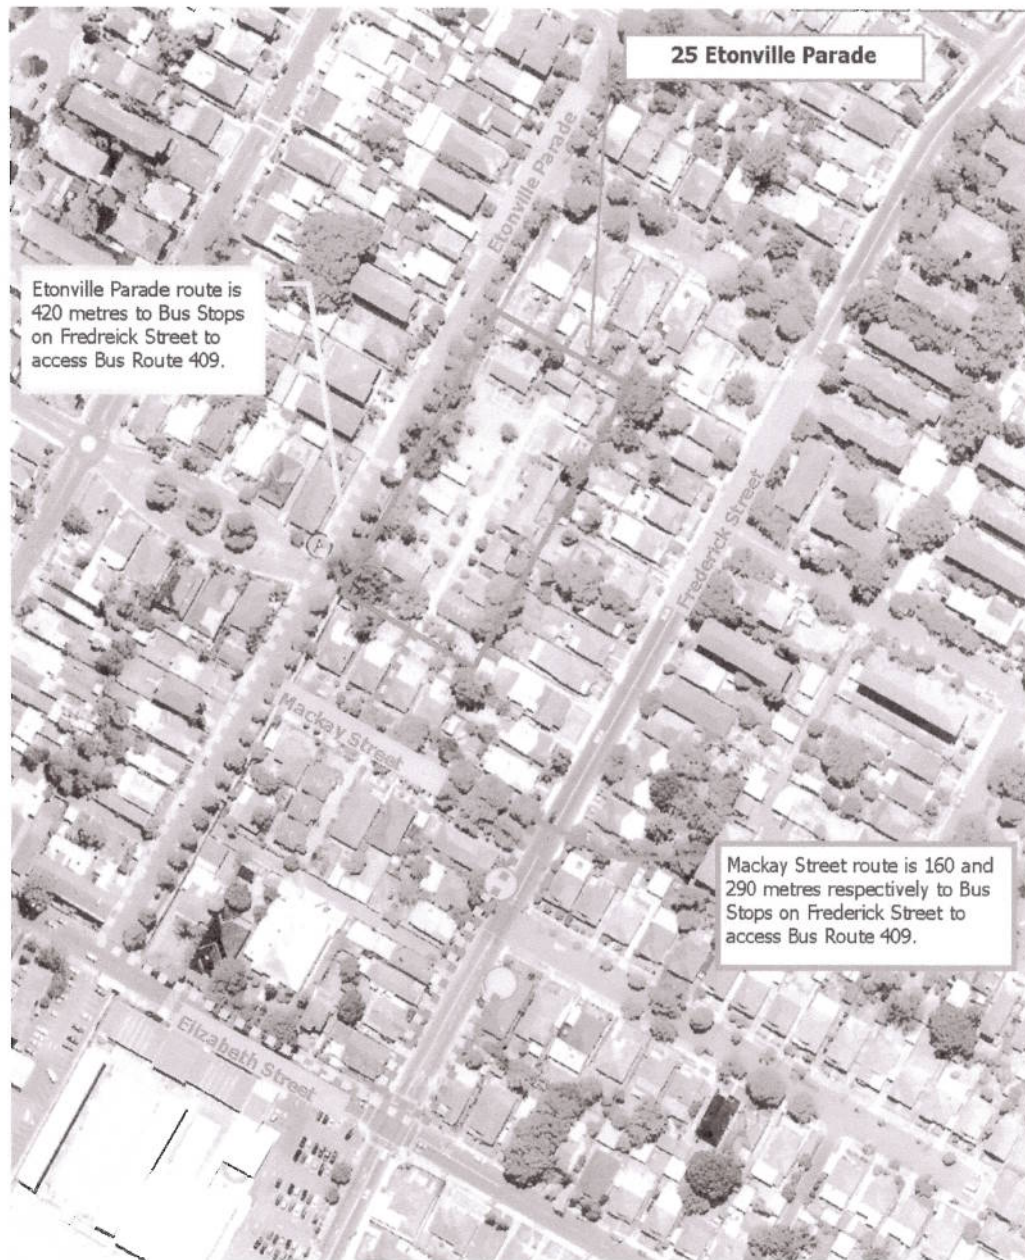 25 Etonville Parade
Etonville Parade
Etonville Parade route is
420 metres to Bus Stops
on Fredreick Street to
access Bus Route 409.
Frederick Street
Mackay Street
Mackay Street route is 160 and
290 metres respectively to Bus
Stops on Frederick Street to
access Bus Route 409.
Elizabeth Street